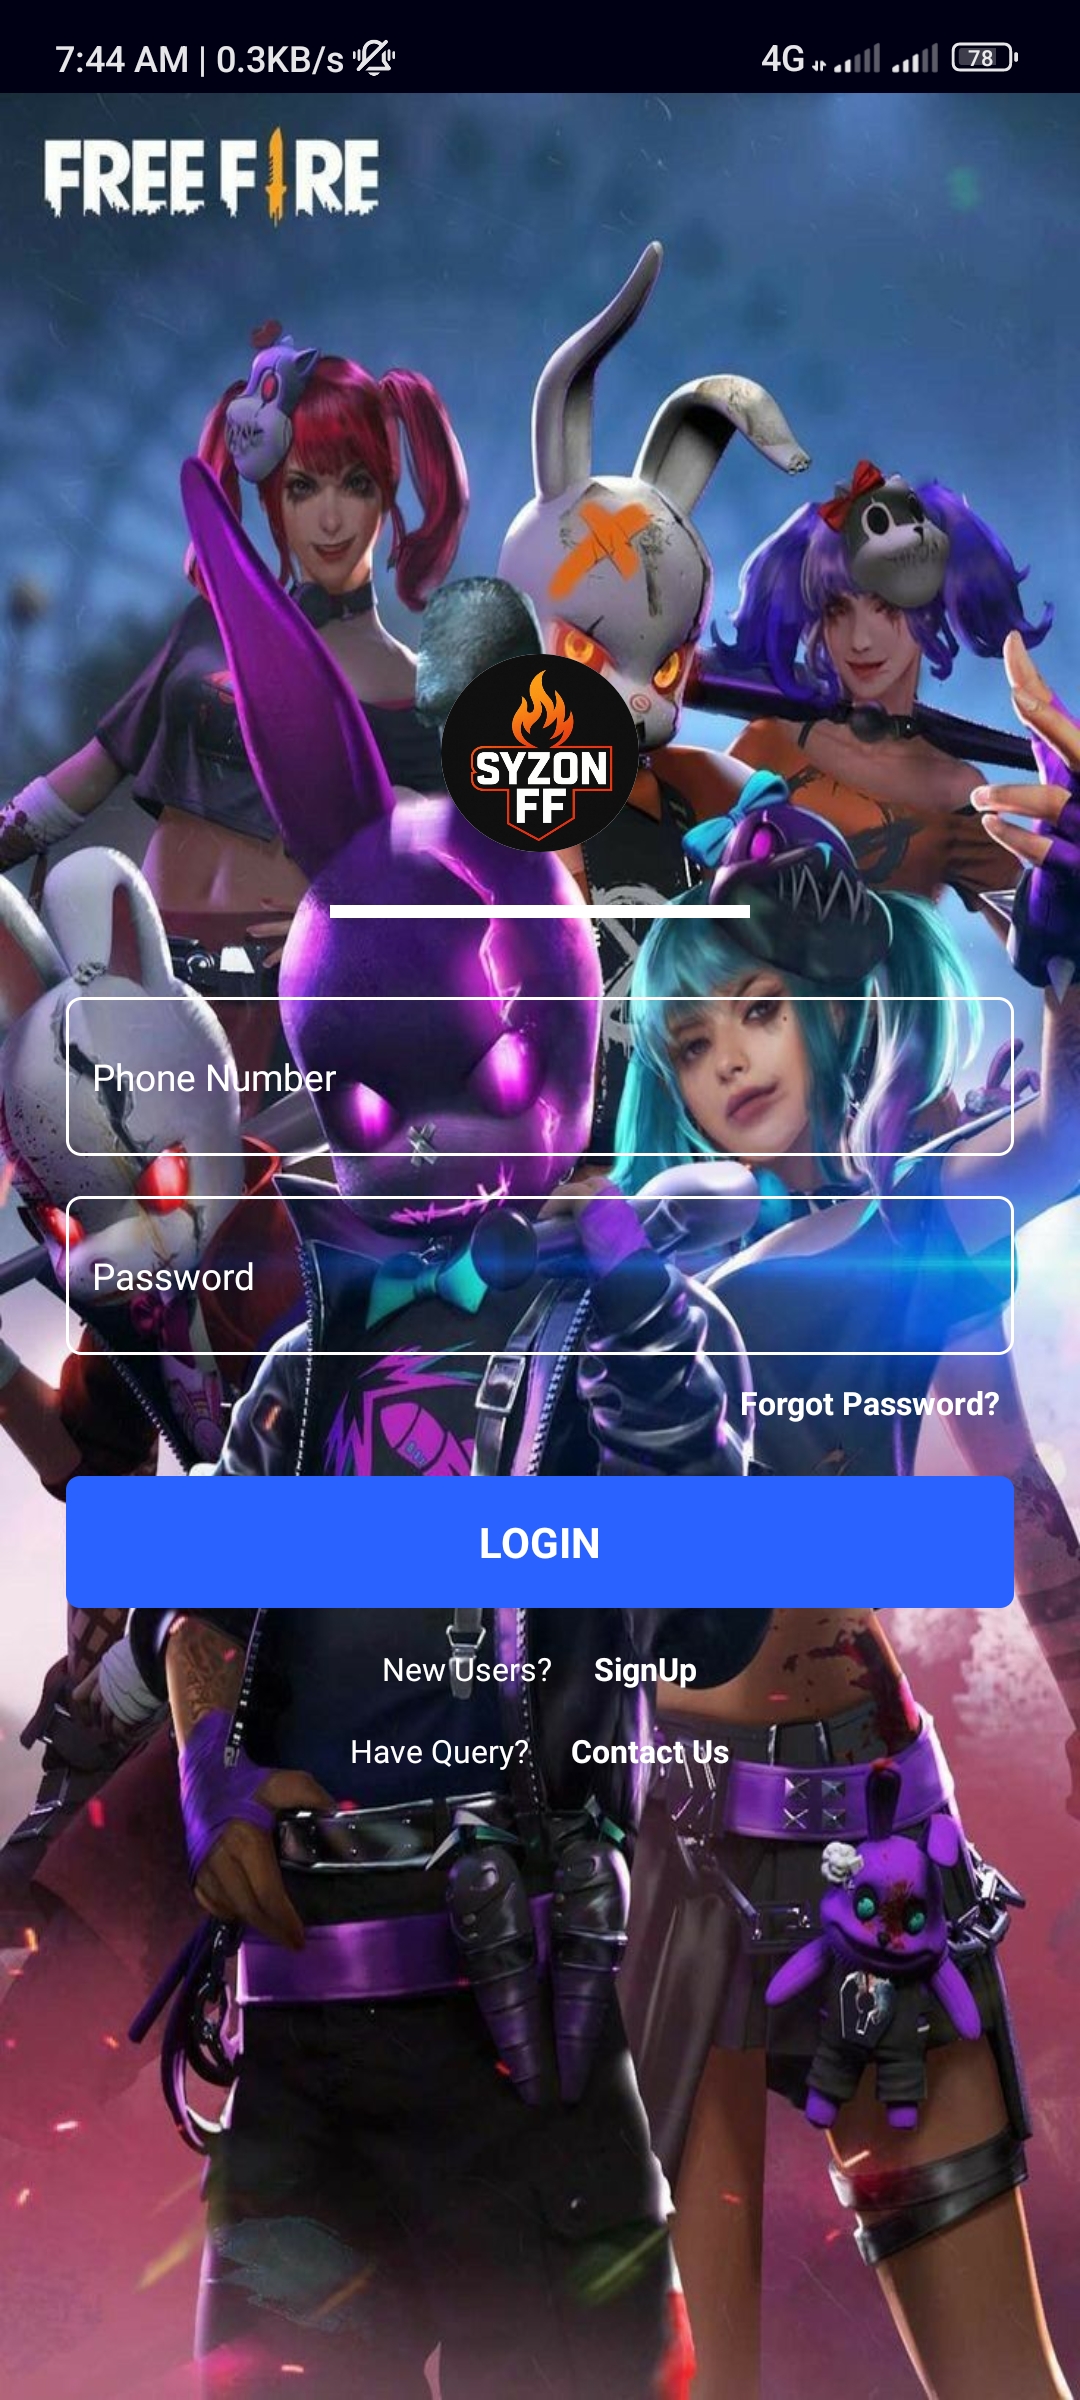 7:44 AM | 0.3KB/s
4G 78
FREE FIRE
SYZON
FF
Phone Number
Password
Forgot Password?
LOGIN
New Users? SignUp
Have Query? Contact Us